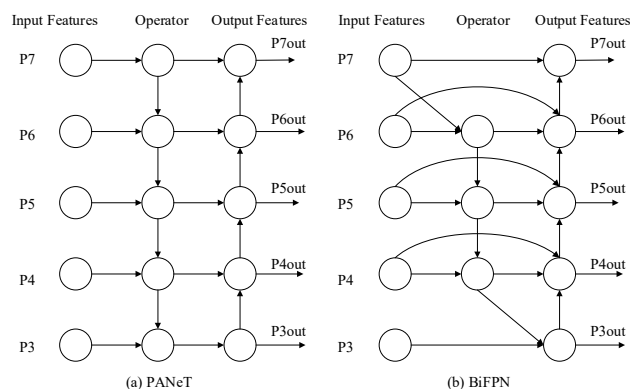 Input Features Operator Output Features
P7 P7out
P6 P6out
P5 P5out
P4 P4out
P3 P3out
(a) PANeT
Input Features Operator Output Features
P7 P7out
P6 P6out
P5 P5out
P4 P4out
P3 P3out
(b) BiFPN